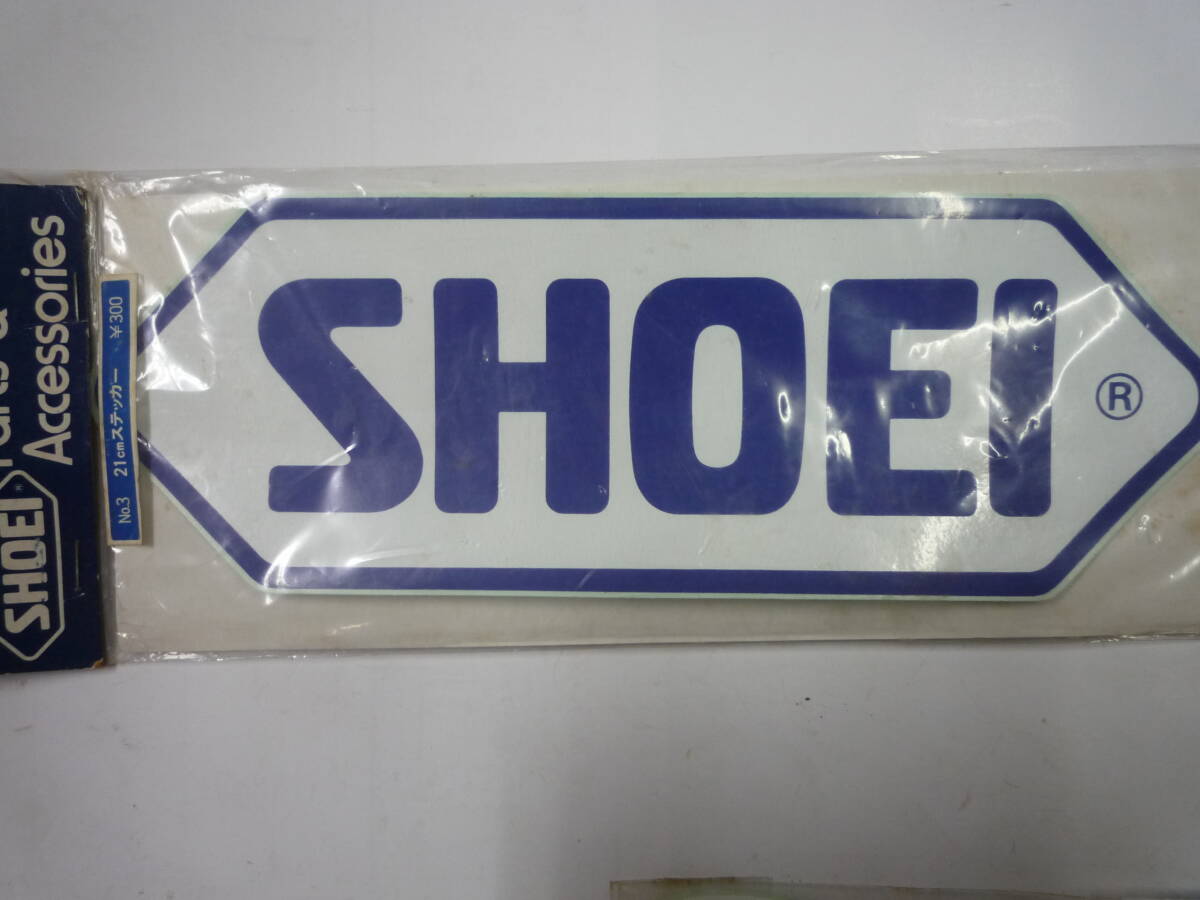 SHOEI®
SHOEI®
Parts &
Accessories
No.3 21cmステッカー ¥300